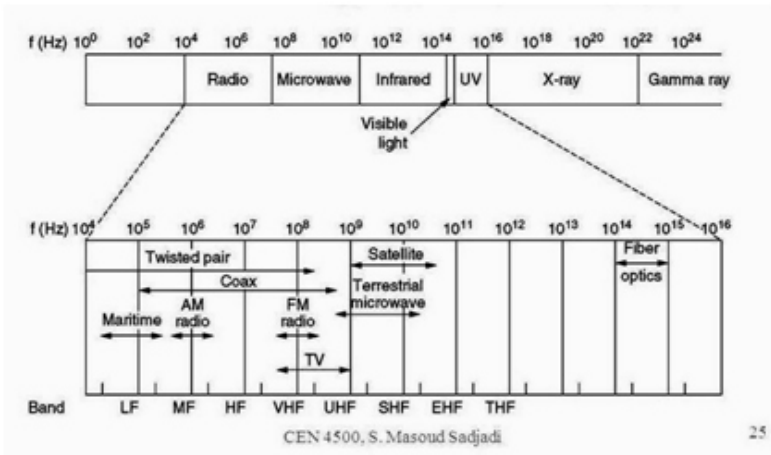 f (Hz) 10⁰ 10² 10⁴ 10⁶ 10⁸ 10¹⁰ 10¹² 10¹⁴ 10¹⁶ 10¹⁸ 10²⁰ 10²² 10²⁴
Radio Microwave Infrared UV X-ray Gamma ray
Visible
light
f (Hz) 10⁴ 10⁵ 10⁶ 10⁷ 10⁸ 10⁹ 10¹⁰ 10¹¹ 10¹² 10¹³ 10¹⁴ 10¹⁵ 10¹⁶
Twisted pair
Coax
Satellite
Fiber
optics
Maritime
AM
radio
FM
radio
Terrestrial
microwave
TV
Band LF MF HF VHF UHF SHF EHF THF
CEN 4500, S. Masoud Sadjadi
25